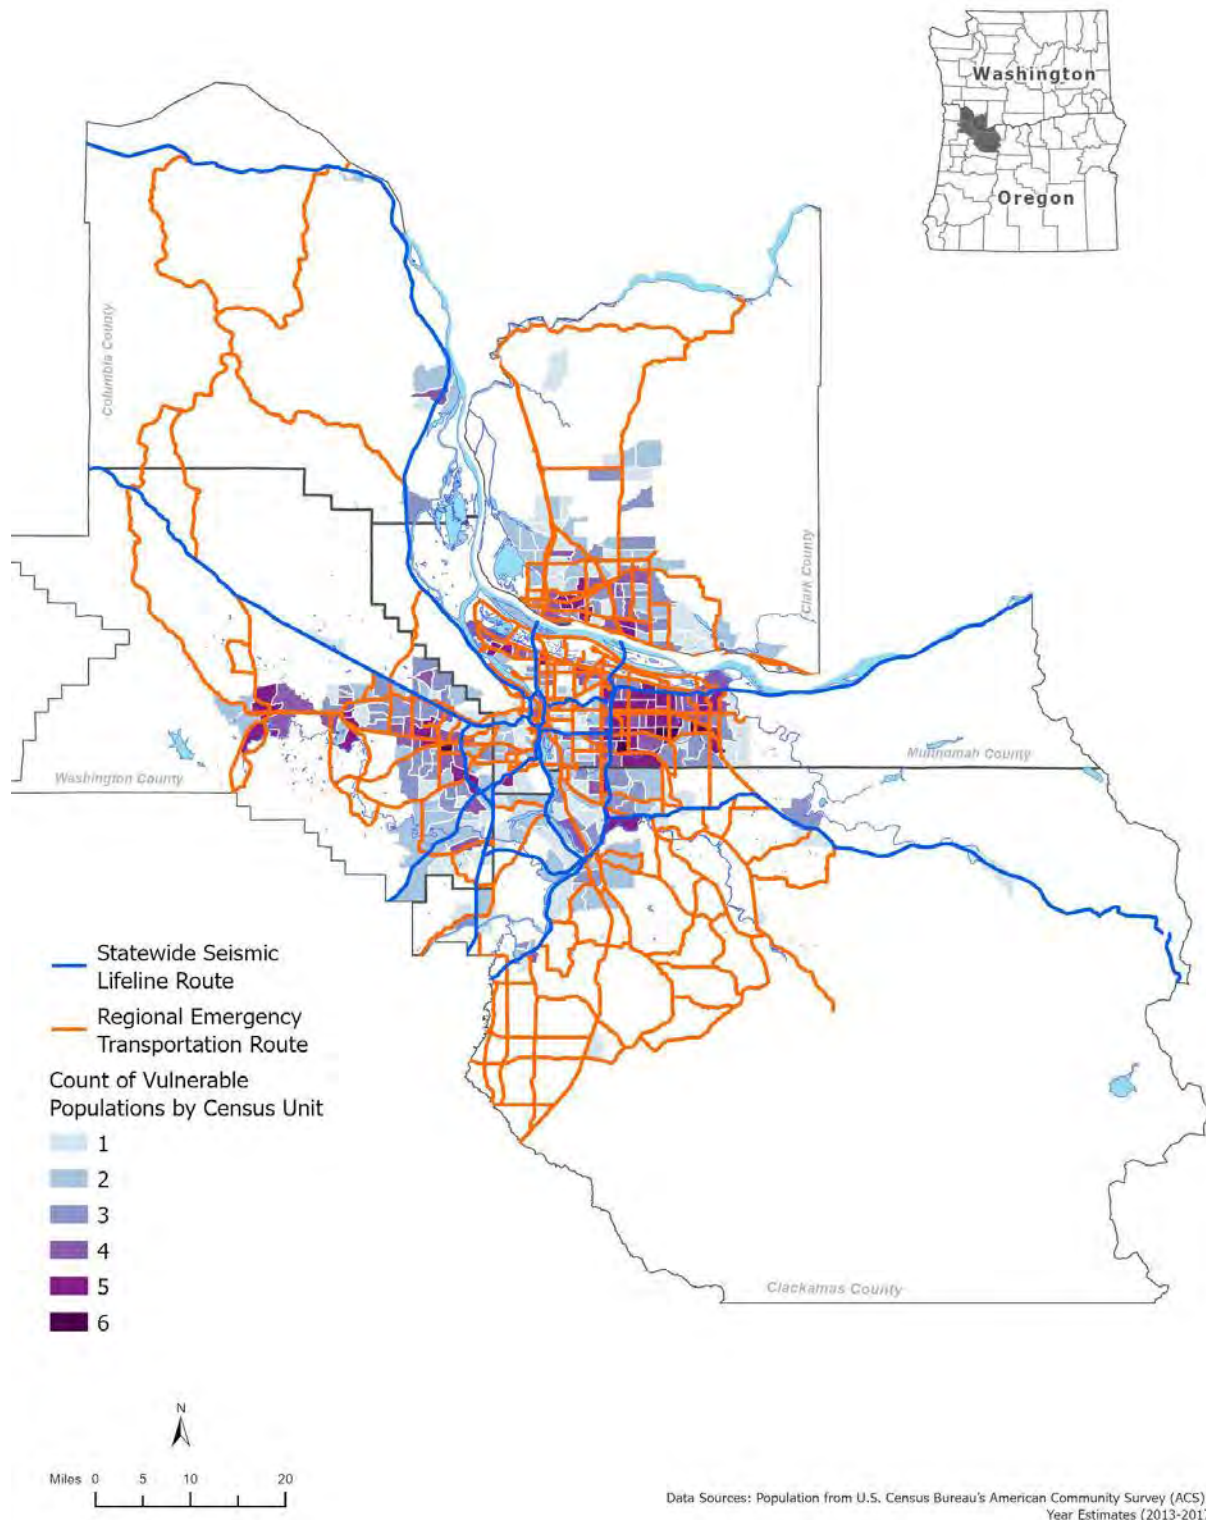 Washington
Oregon
Columbia County
Clark County
Multnomah County
Washington County
Statewide Seismic
Lifeline Route
Regional Emergency
Transportation Route
Count of Vulnerable
Populations by Census Unit
1
2
3
4
5
6
Clackamas County
N
Miles 0 5 10 20
Data Sources: Population from U.S. Census Bureau's American Community Survey (ACS)
Year Estimates (2013-2017